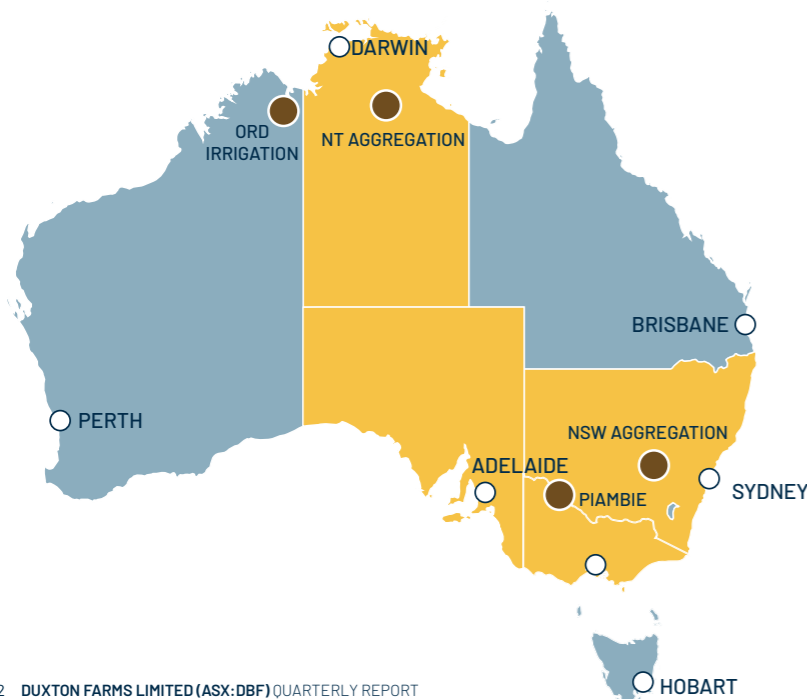 DARWIN
ORD
IRRIGATION
NT AGGREGATION
BRISBANE
PERTH
NSW AGGREGATION
ADELAIDE
SYDNEY
PIAMBIE
HOBART
2 DUXTON FARMS LIMITED (ASX:DBF) QUARTERLY REPORT